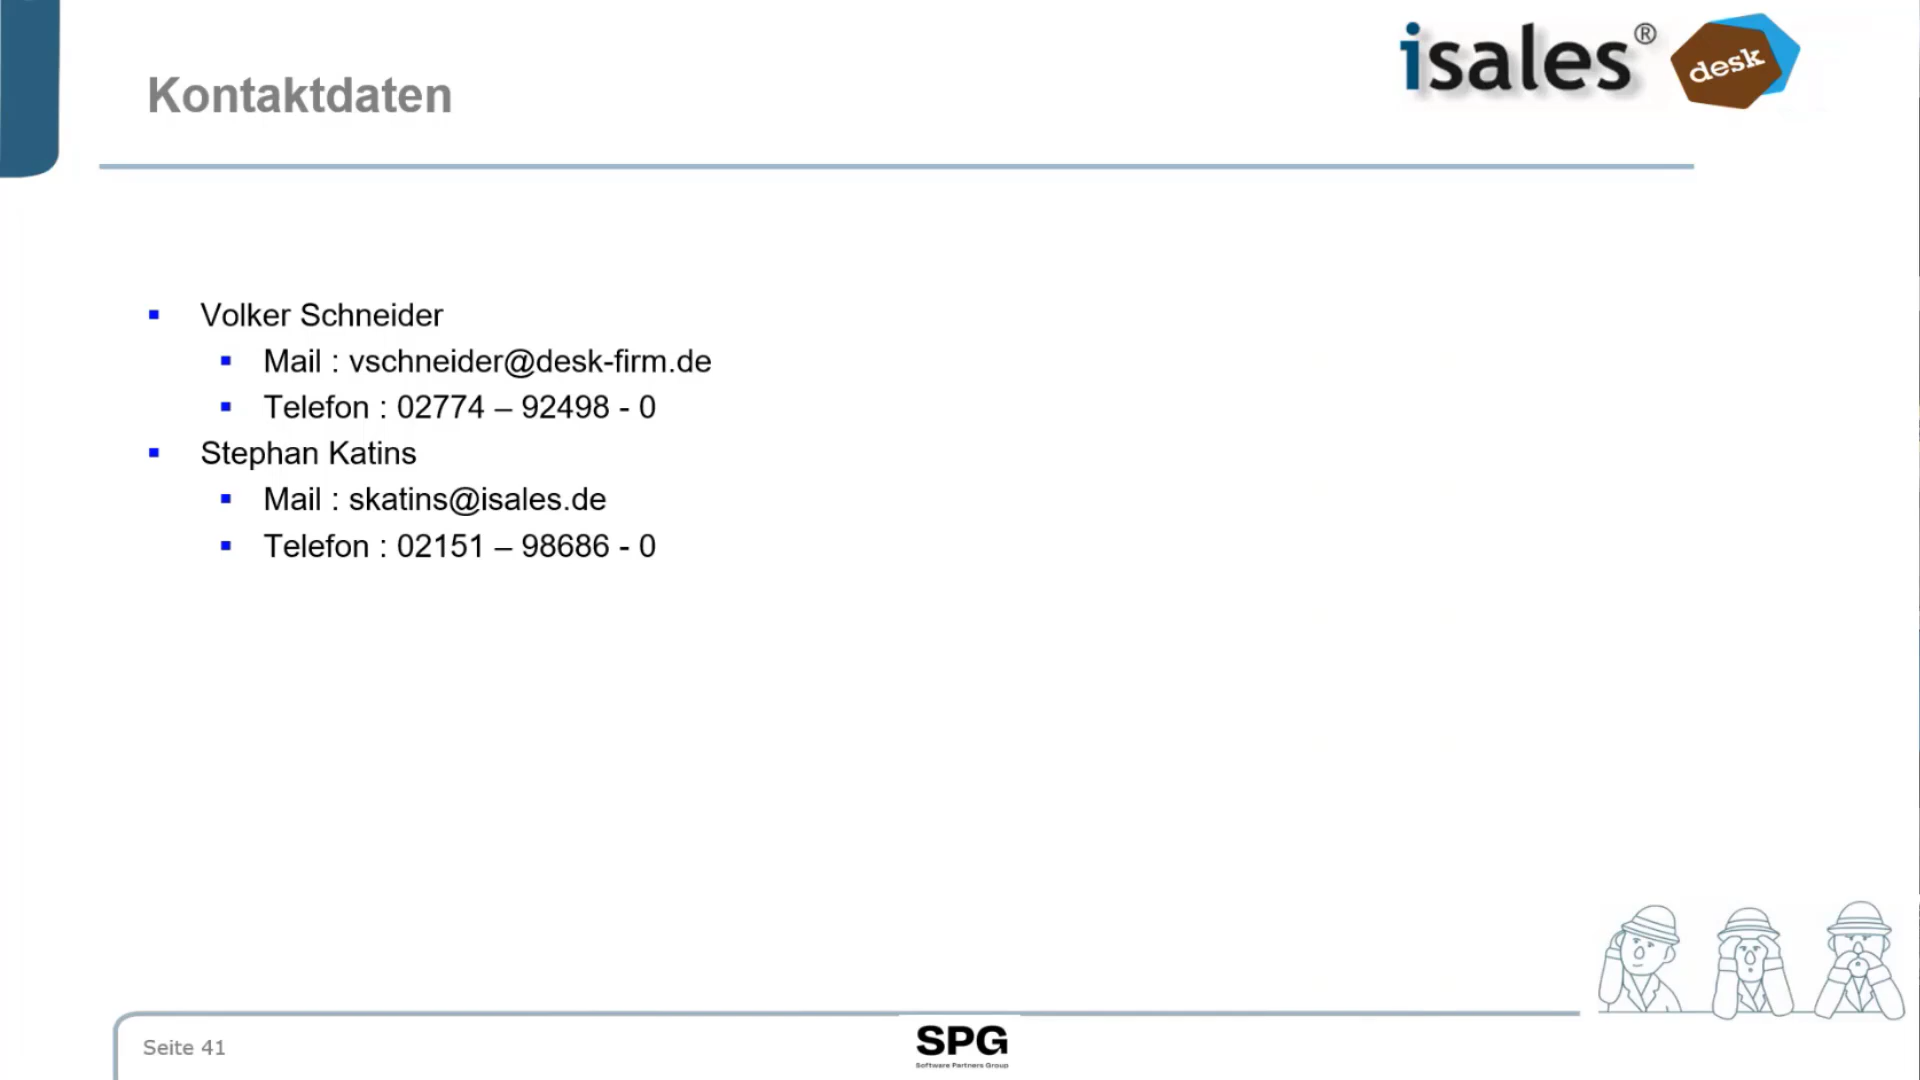 isales®
desk
Kontaktdaten
Volker Schneider
Mail : vschneider@desk-firm.de
Telefon : 02774 – 92498 - 0
Stephan Katins
Mail : skatins@isales.de
Telefon : 02151 – 98686 - 0
Seite 41
SPG
Software Partners Group